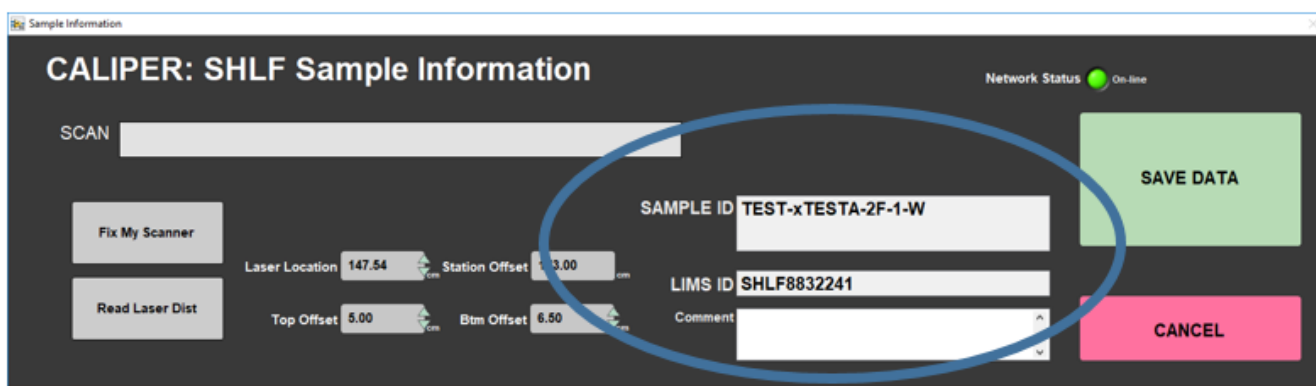 Sample Information
CALIPER: SHLF Sample Information
Network Status On-line
SCAN
SAVE DATA
SAMPLE ID TEST-xTESTA-2F-1-W
Fix My Scanner
Laser Location 147.54 cm Station Offset cm
LIMS ID SHLF8832241
Read Laser Dist
Top Offset 5.00 cm Btm Offset 6.50 cm
Comment
CANCEL